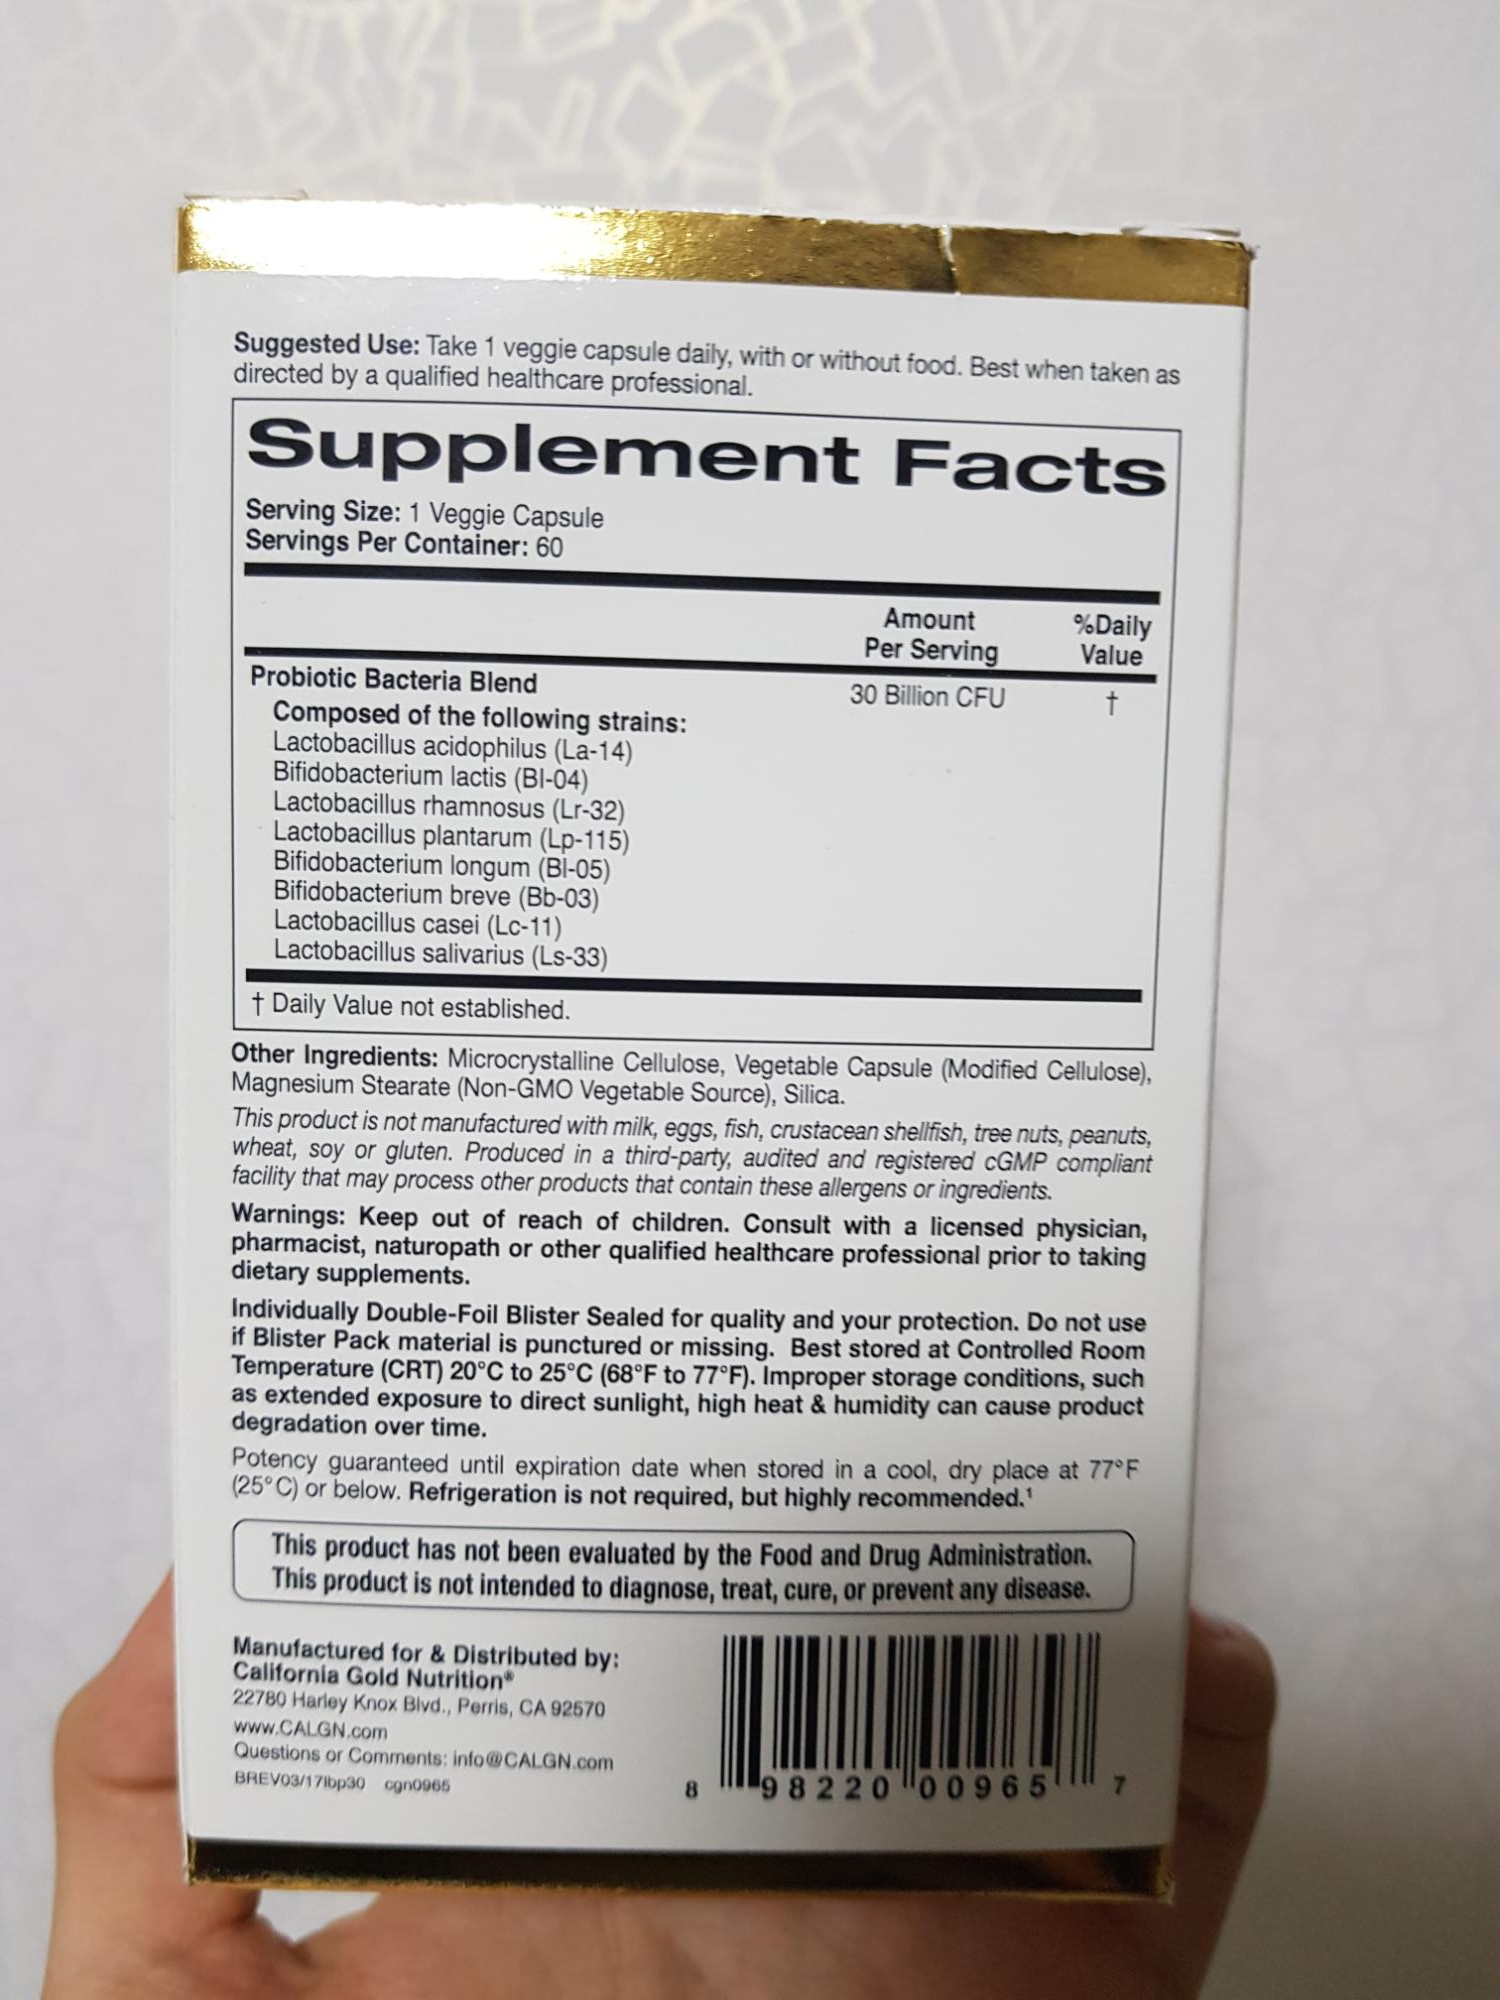 Suggested Use: Take 1 veggie capsule daily, with or without food. Best when taken as
directed by a qualified healthcare professional.
Supplement Facts
Serving Size: 1 Veggie Capsule
Servings Per Container: 60
Amount
Per Serving
%Daily
Value
Probiotic Bacteria Blend 30 Billion CFU †
Composed of the following strains:
Lactobacillus acidophilus (La-14)
Bifidobacterium lactis (Bl-04)
Lactobacillus rhamnosus (Lr-32)
Lactobacillus plantarum (Lp-115)
Bifidobacterium longum (Bl-05)
Bifidobacterium breve (Bb-03)
Lactobacillus casei (Lc-11)
Lactobacillus salivarius (Ls-33)
† Daily Value not established.
Other Ingredients: Microcrystalline Cellulose, Vegetable Capsule (Modified Cellulose),
Magnesium Stearate (Non-GMO Vegetable Source), Silica.
This product is not manufactured with milk, eggs, fish, crustacean shellfish, tree nuts, peanuts,
wheat, soy or gluten. Produced in a third-party, audited and registered cGMP compliant
facility that may process other products that contain these allergens or ingredients.
Warnings: Keep out of reach of children. Consult with a licensed physician,
pharmacist, naturopath or other qualified healthcare professional prior to taking
dietary supplements.
Individually Double-Foil Blister Sealed for quality and your protection. Do not use
if Blister Pack material is punctured or missing. Best stored at Controlled Room
Temperature (CRT) 20°C to 25°C (68°F to 77°F). Improper storage conditions, such
as extended exposure to direct sunlight, high heat & humidity can cause product
degradation over time.
Potency guaranteed until expiration date when stored in a cool, dry place at 77°F
(25°C) or below. Refrigeration is not required, but highly recommended.¹
This product has not been evaluated by the Food and Drug Administration.
This product is not intended to diagnose, treat, cure, or prevent any disease.
Manufactured for & Distributed by:
California Gold Nutrition®
22780 Harley Knox Blvd., Perris, CA 92570
www.CALGN.com
Questions or Comments: info@CALGN.com
BREV03/17lbp30 cgn0965
8 98220 00965 7